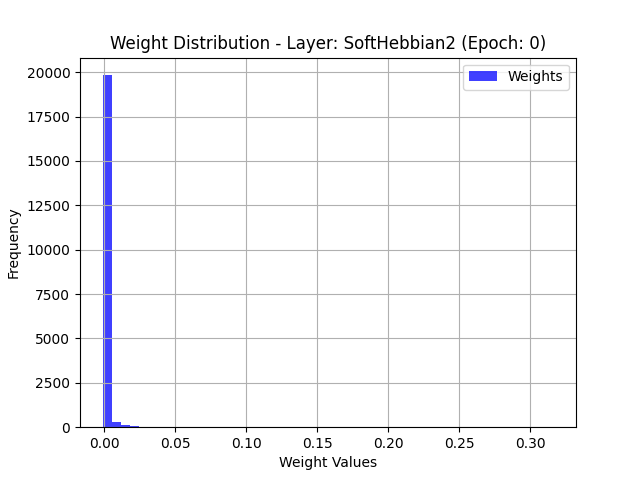 Weight Distribution - Layer: SoftHebbian2 (Epoch: 0)
Weights
20000
17500
15000
12500
10000
7500
5000
2500
0
Frequency
0.00 0.05 0.10 0.15 0.20 0.25 0.30
Weight Values